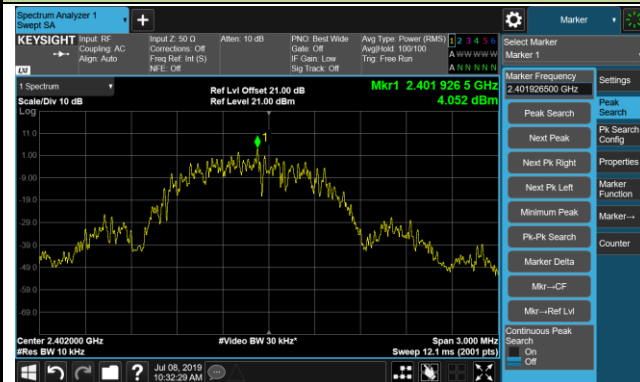 Spectrum Analyzer 1
Swept SA
+
Marker
KEYSIGHT
Input: RF
Coupling: AC
Align: Auto
Input Z: 50 Ω
Corrections: Off
Freq Ref: Int (S)
NFE: Off
Atten: 10 dB
PNO: Best Wide
Gate: Off
IF Gain: Low
Sig Track: Off
Avg Type: Power (RMS)
Avg|Hold: 100/100
Trig: Free Run
1 2 3 4 5 6
A W W W W W
A N N N N N
LXI
Select Marker
Marker 1
1 Spectrum
Scale/Div 10 dB
Log
Ref Lvl Offset 21.00 dB
Ref Level 21.00 dBm
Mkr1 2.401 926 5 GHz
4.052 dBm
11.0
1.00
-9.00
-19.0
-29.0
-39.0
-49.0
-59.0
-69.0
1
Center 2.402000 GHz
#Res BW 10 kHz
#Video BW 30 kHz*
Span 3.000 MHz
Sweep 12.1 ms (2001 pts)
Marker Frequency
2.401926500 GHz
Peak Search
Next Peak
Next Pk Right
Next Pk Left
Minimum Peak
Pk-Pk Search
Marker Delta
Mkr→CF
Mkr→Ref Lvl
Continuous Peak
Search
On
Off
Settings
Peak
Search
Pk Search
Config
Properties
Marker
Function
Marker→
Counter
?
Jul 08, 2019
10:32:29 AM